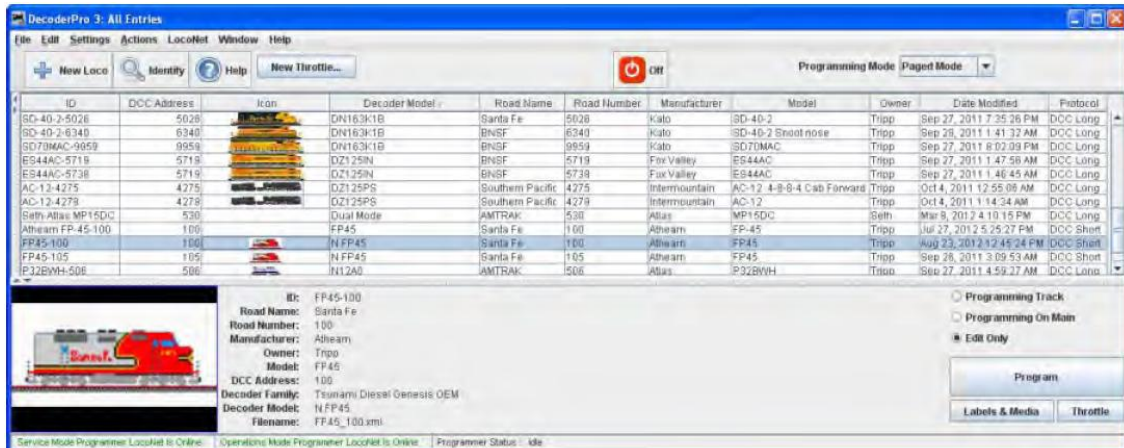 DecoderPro 3: All Entries
File Edit Settings Actions LocoNet Window Help
New Loco Identify Help New Throttle... Off Programming Mode Paged Mode
ID DCC Address Icon Decoder Model Road Name Road Number Manufacturer Model Owner Date Modified Protocol
SD-40-2-5028 5028 DN163K1B Santa Fe 5028 Kato SD-40-2 Tripp Sep 27, 2011 7:35:26 PM DCC Long
SD-40-2-6340 6340 DN163K1B BNSF 6340 Kato SD-40-2 Snoot nose Tripp Sep 29, 2011 1:41:32 AM DCC Long
SD70MAC-9959 9959 DN163K1B BNSF 9959 Kato SD70MAC Tripp Sep 27, 2011 8:02:09 PM DCC Long
ES44AC-5719 5719 DZ125IN BNSF 5719 Fox Valley ES44AC Tripp Sep 27, 2011 1:47:56 AM DCC Long
ES44AC-5738 5738 DZ125IN BNSF 5738 Fox Valley ES44AC Tripp Sep 27, 2011 1:46:45 AM DCC Long
AC-12-4275 4275 DZ125PS Southern Pacific 4275 Intermountain AC-12 4-8-8-4 Cab Forward Tripp Oct 4, 2011 12:55:06 AM DCC Long
AC-12-4279 4279 DZ125PS Southern Pacific 4279 Intermountain AC-12 Tripp Oct 4, 2011 1:14:34 AM DCC Long
Seth-Atlas MP15DC 530 Dual Mode AMTRAK 530 Atlas MP15DC Seth Mar 9, 2012 4:10:15 PM DCC Long
Athearn FP-45-100 100 FP45 Santa Fe 100 Athearn FP-45 Tripp Jul 27, 2012 5:25:27 PM DCC Short
FP45-100 100 N FP45 Santa Fe 100 Athearn FP45 Tripp Aug 23, 2012 12:45:24 PM DCC Short
FP45-105 105 N FP45 Santa Fe 105 Athearn FP45 Tripp Sep 26, 2011 3:09:53 AM DCC Short
P32BWH-506 506 N12A0 AMTRAK 506 Atlas P32BWH Tripp Sep 27, 2011 4:59:27 AM DCC Long
ID: FP45-100
Road Name: Santa Fe
Road Number: 100
Manufacturer: Athearn
Owner: Tripp
Model: FP45
DCC Address: 100
Decoder Family: Tsunami Diesel Genesis OEM
Decoder Model: N FP45
Filename: FP45_100.xml
Santa Fe
Programming Track
Programming On Main
Edit Only
Program
Labels & Media Throttle
Service Mode Programmer LocoNet Is Online Operations Mode Programmer LocoNet Is Online Programmer Status : Idle